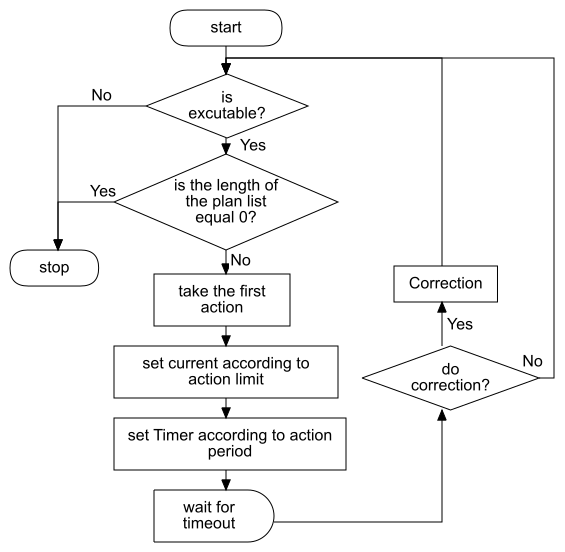 start
No
is
excutable?
Yes
Yes
is the length of
the plan list
equal 0?
stop
No
take the first
action
Correction
set current according to
action limit
Yes
No
do
correction?
set Timer according to action
period
wait for
timeout